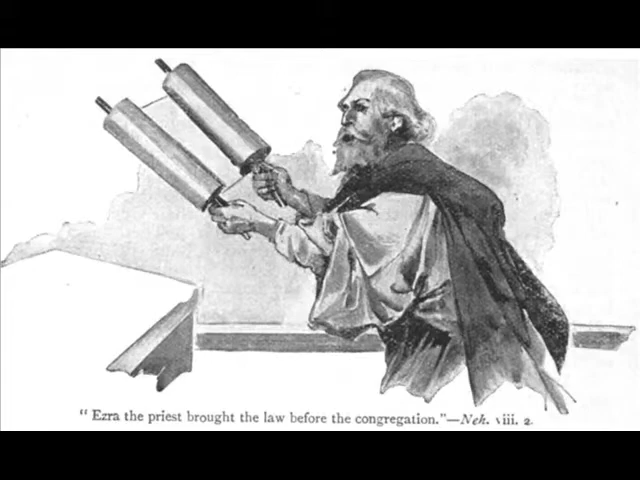 “ Ezra the priest brought the law before the congregation.”—Neh. viii. 2.